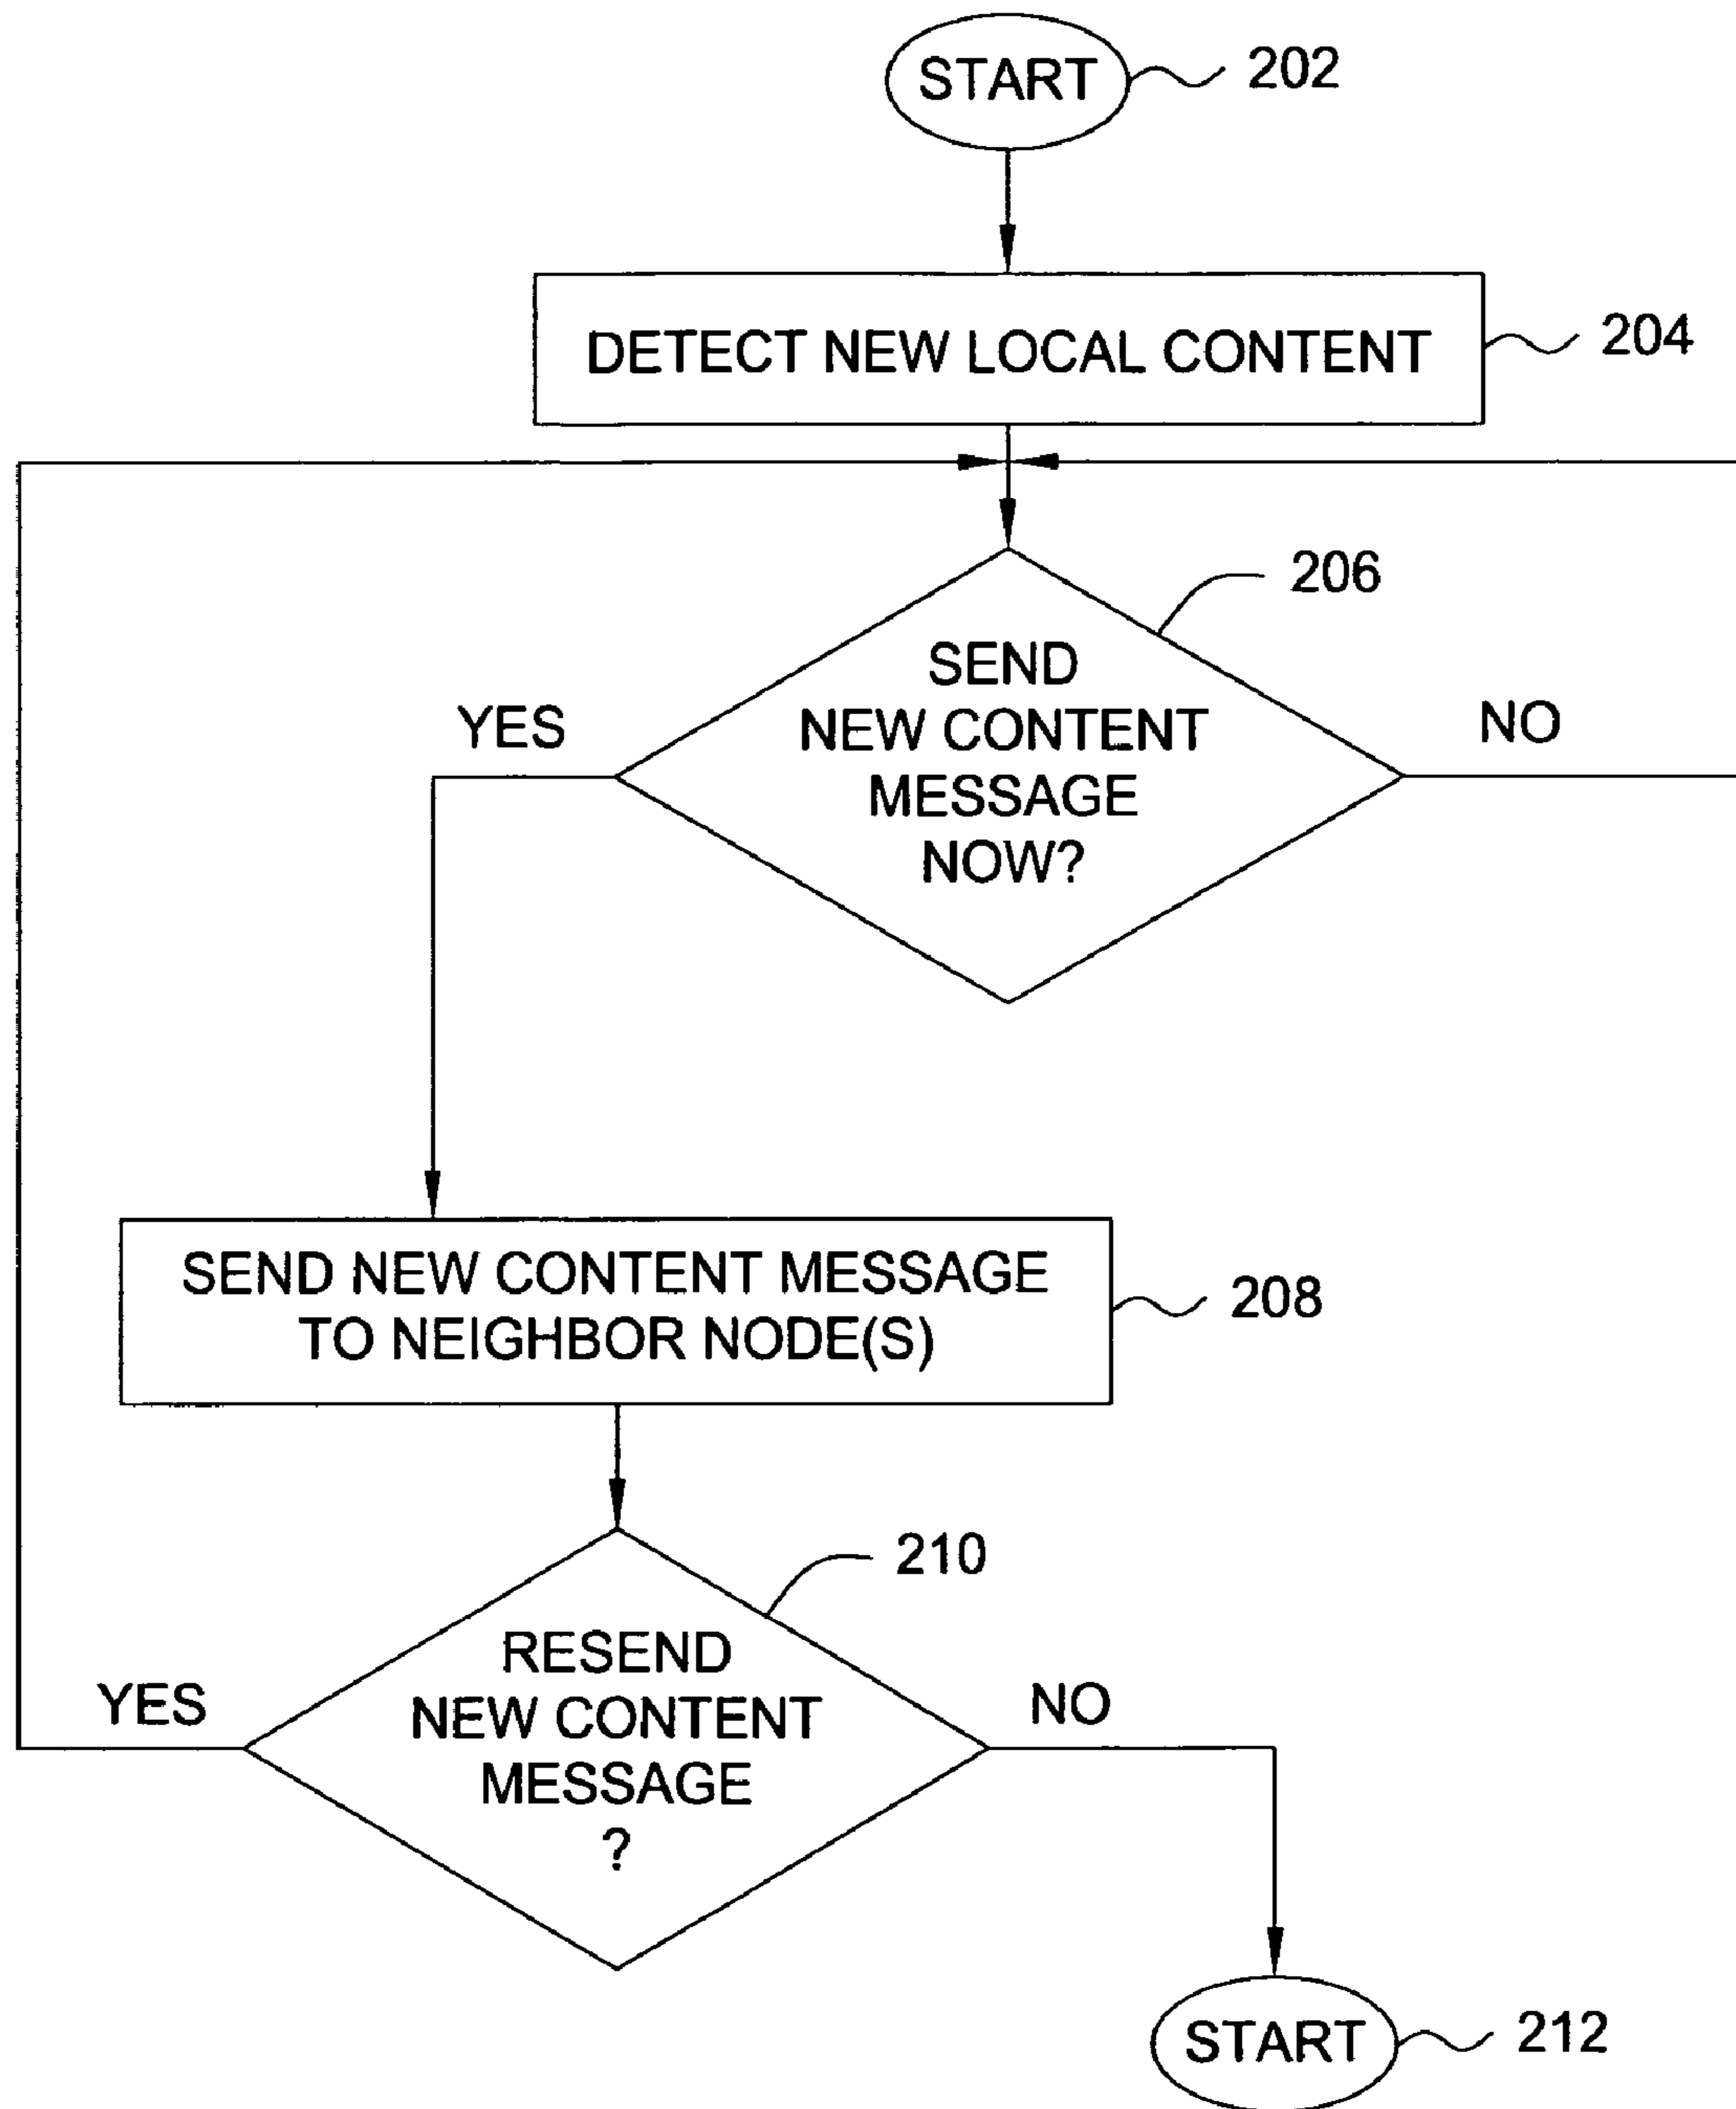 START
202
DETECT NEW LOCAL CONTENT
204
206
SEND
NEW CONTENT
MESSAGE
NOW?
YES
NO
SEND NEW CONTENT MESSAGE
TO NEIGHBOR NODE(S)
208
210
RESEND
NEW CONTENT
MESSAGE
?
YES
NO
START
212